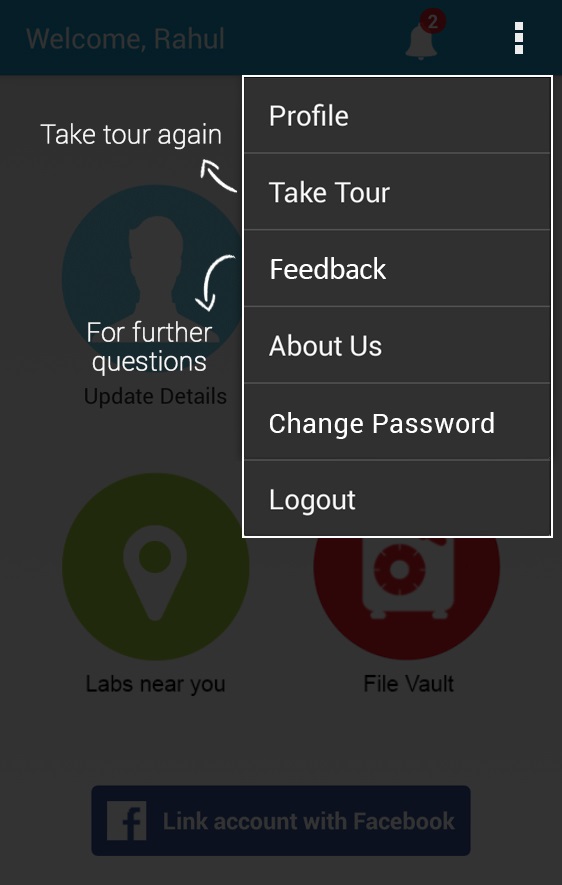 Welcome, Rahul
2
Profile
Take tour again
Take Tour
Feedback
For further
questions
About Us
Update Details
Change Password
Logout
Labs near you
File Vault
f Link account with Facebook